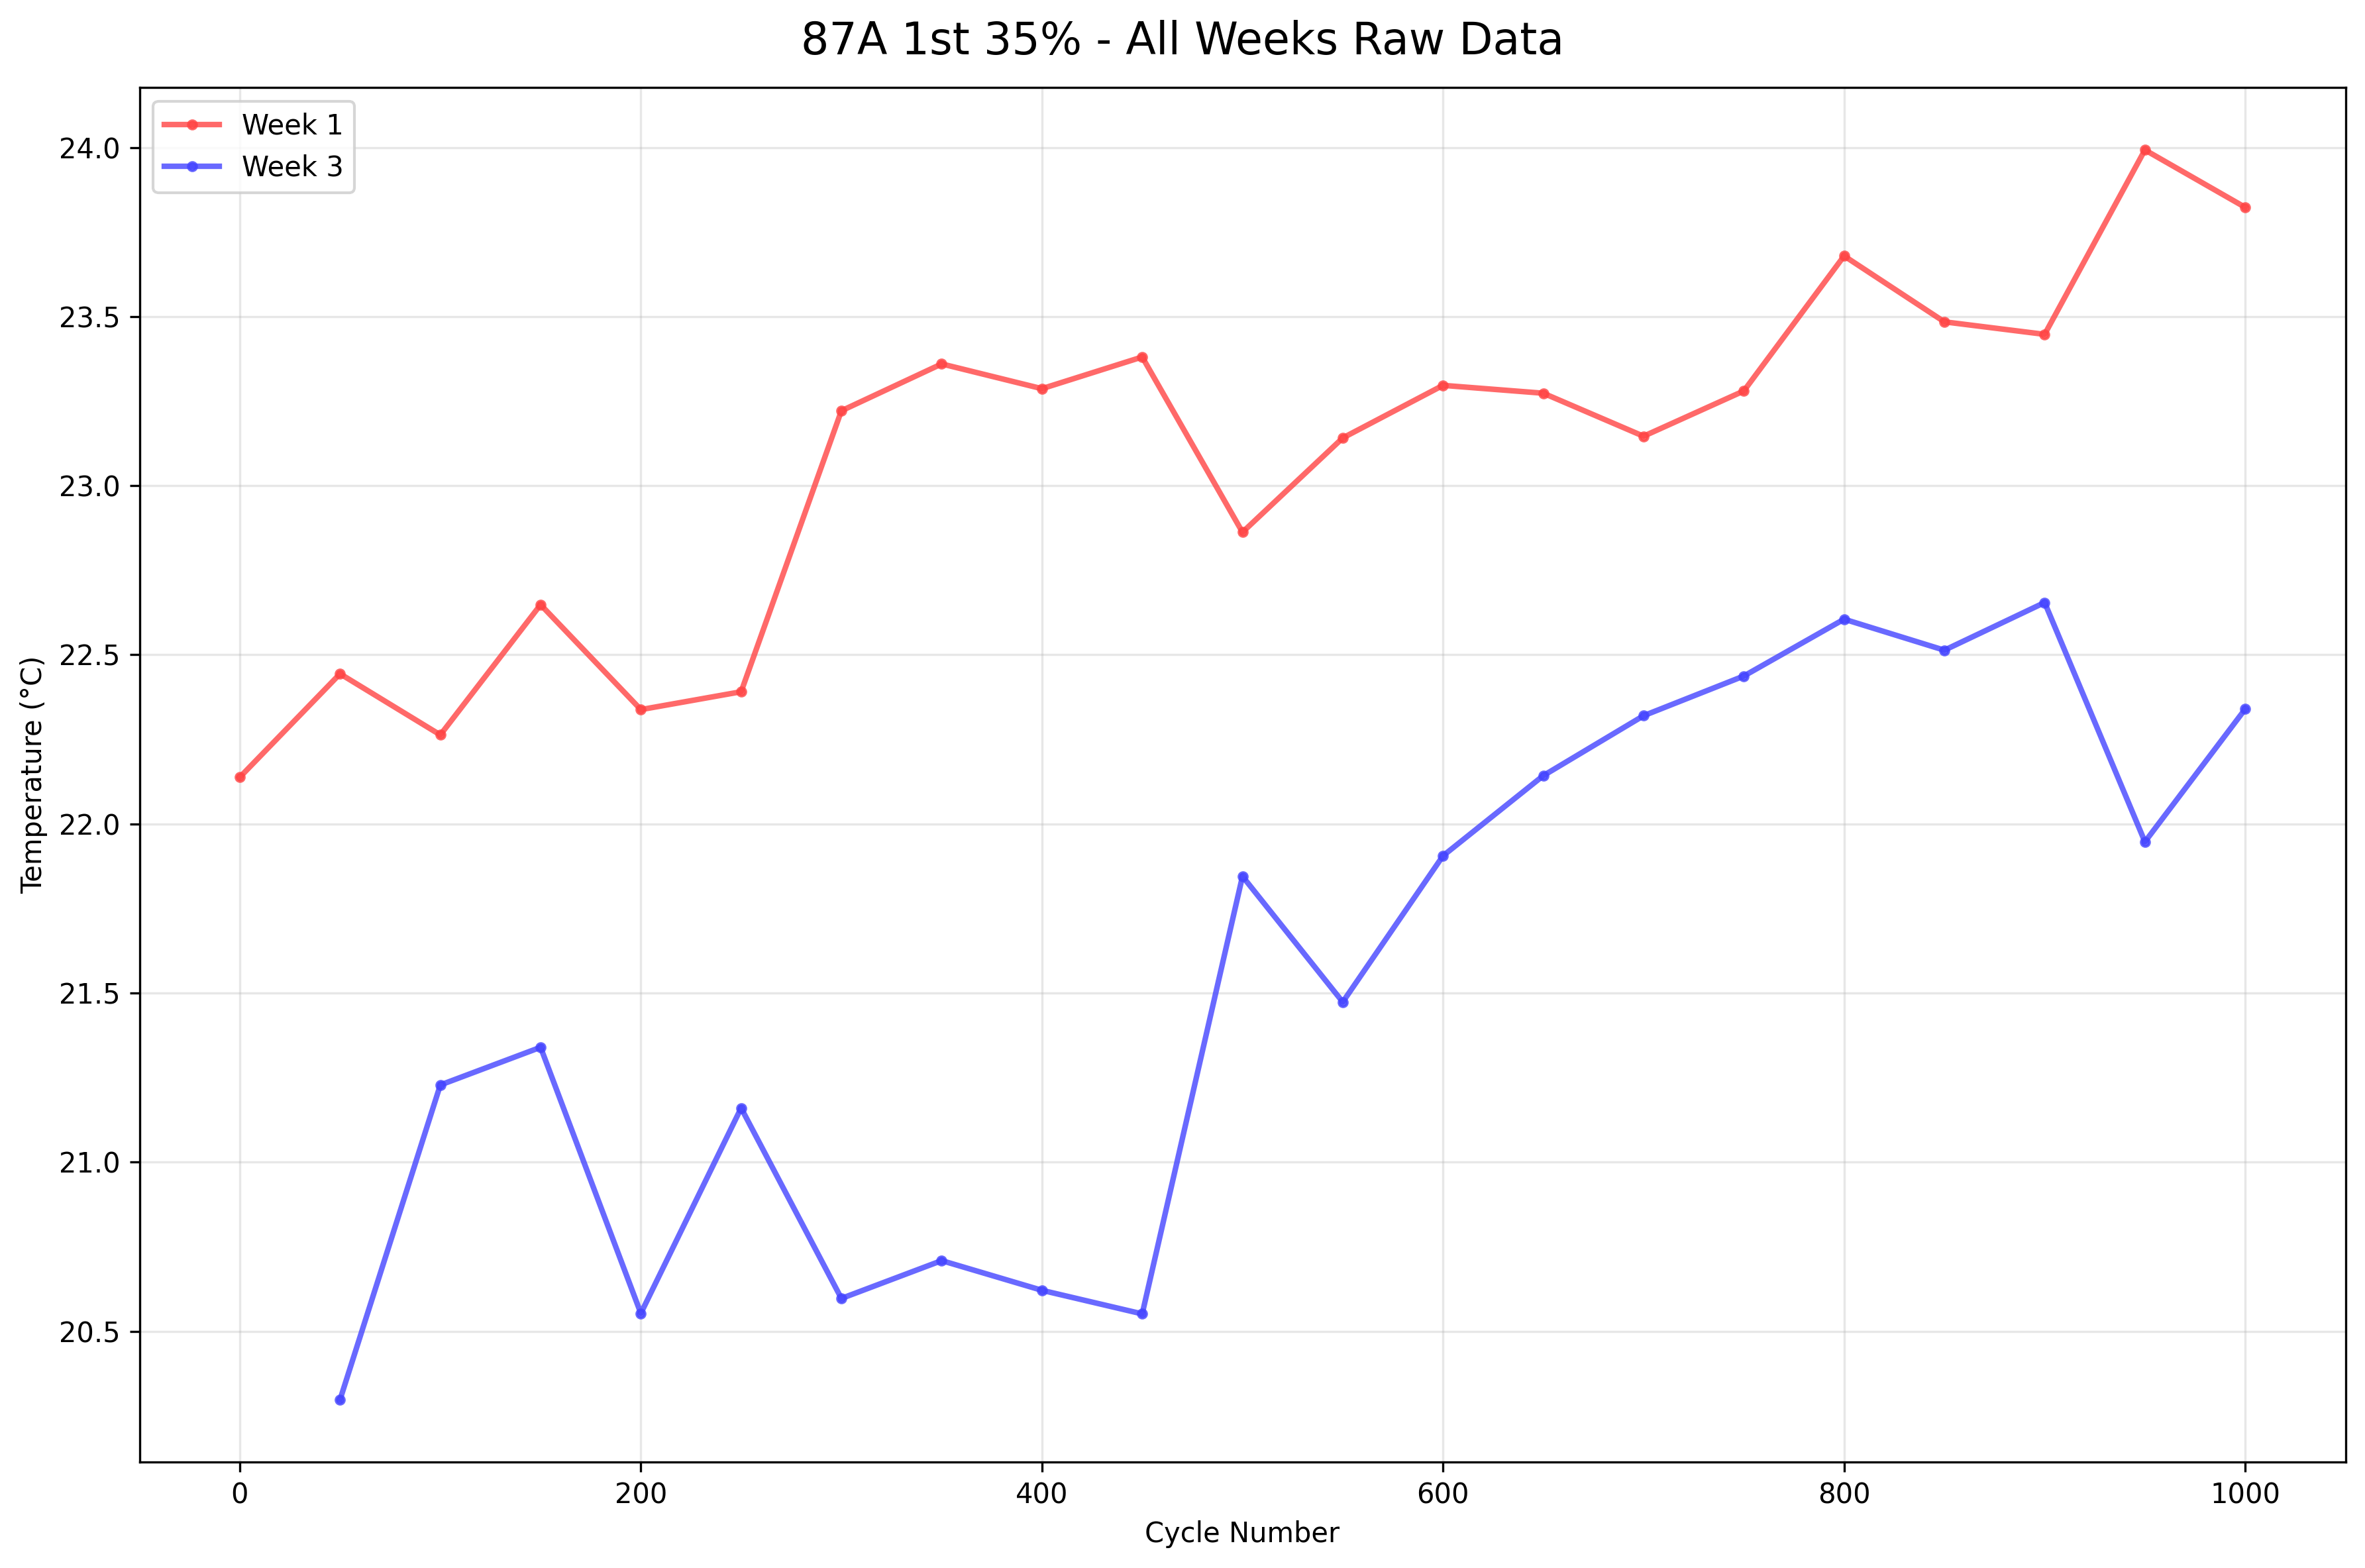 87A 1st 35% - All Weeks Raw Data
Week 1
Week 3
24.0
23.5
23.0
22.5
22.0
21.5
21.0
20.5
Temperature (°C)
0 200 400 600 800 1000
Cycle Number